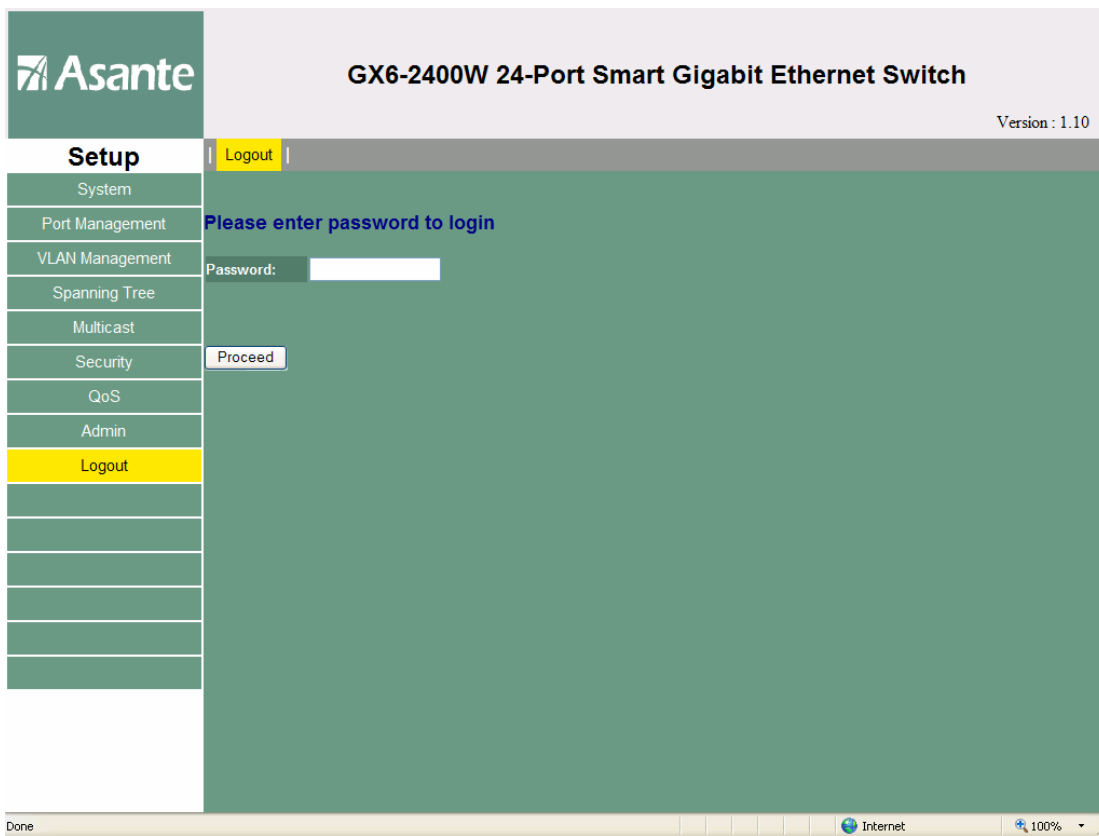 Asante
GX6-2400W 24-Port Smart Gigabit Ethernet Switch
Version : 1.10
Setup
| Logout |
System
Port Management
VLAN Management
Spanning Tree
Multicast
Security
QoS
Admin
Logout
Please enter password to login
Password:
Proceed
Done
Internet
100%